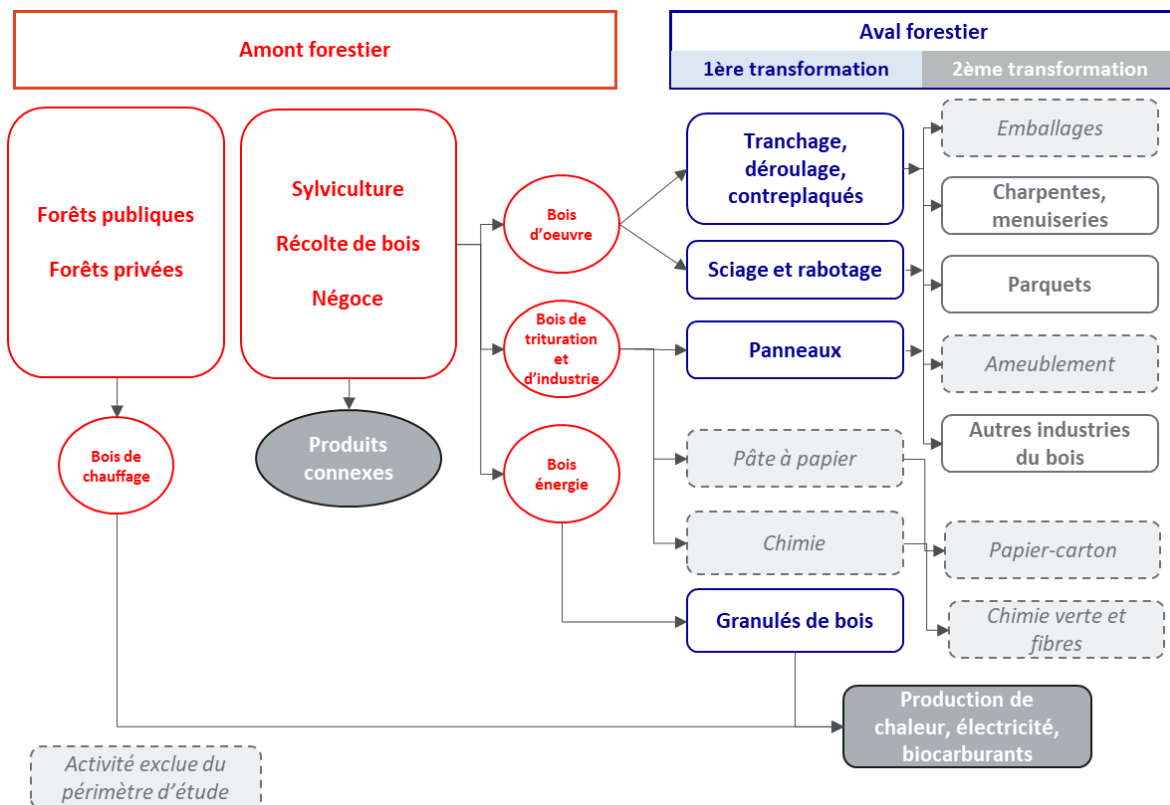 Amont forestier
Aval forestier
1ère transformation
2ème transformation
Forêts publiques
Forêts privées
Sylviculture
Récolte de bois
Négoce
Bois de
chauffage
Produits
connexes
Bois
d'oeuvre
Bois de
trituration
et
d'industrie
Bois
énergie
Tranchage,
déroulage,
contreplaqués
Sciage et rabotage
Panneaux
Pâte à papier
Chimie
Granulés de bois
Emballages
Charpentes,
menuiseries
Parquets
Ameublement
Autres industries
du bois
Papier-carton
Chimie verte et
fibres
Production de
chaleur, électricité,
biocarburants
Activité exclue du
périmètre d'étude